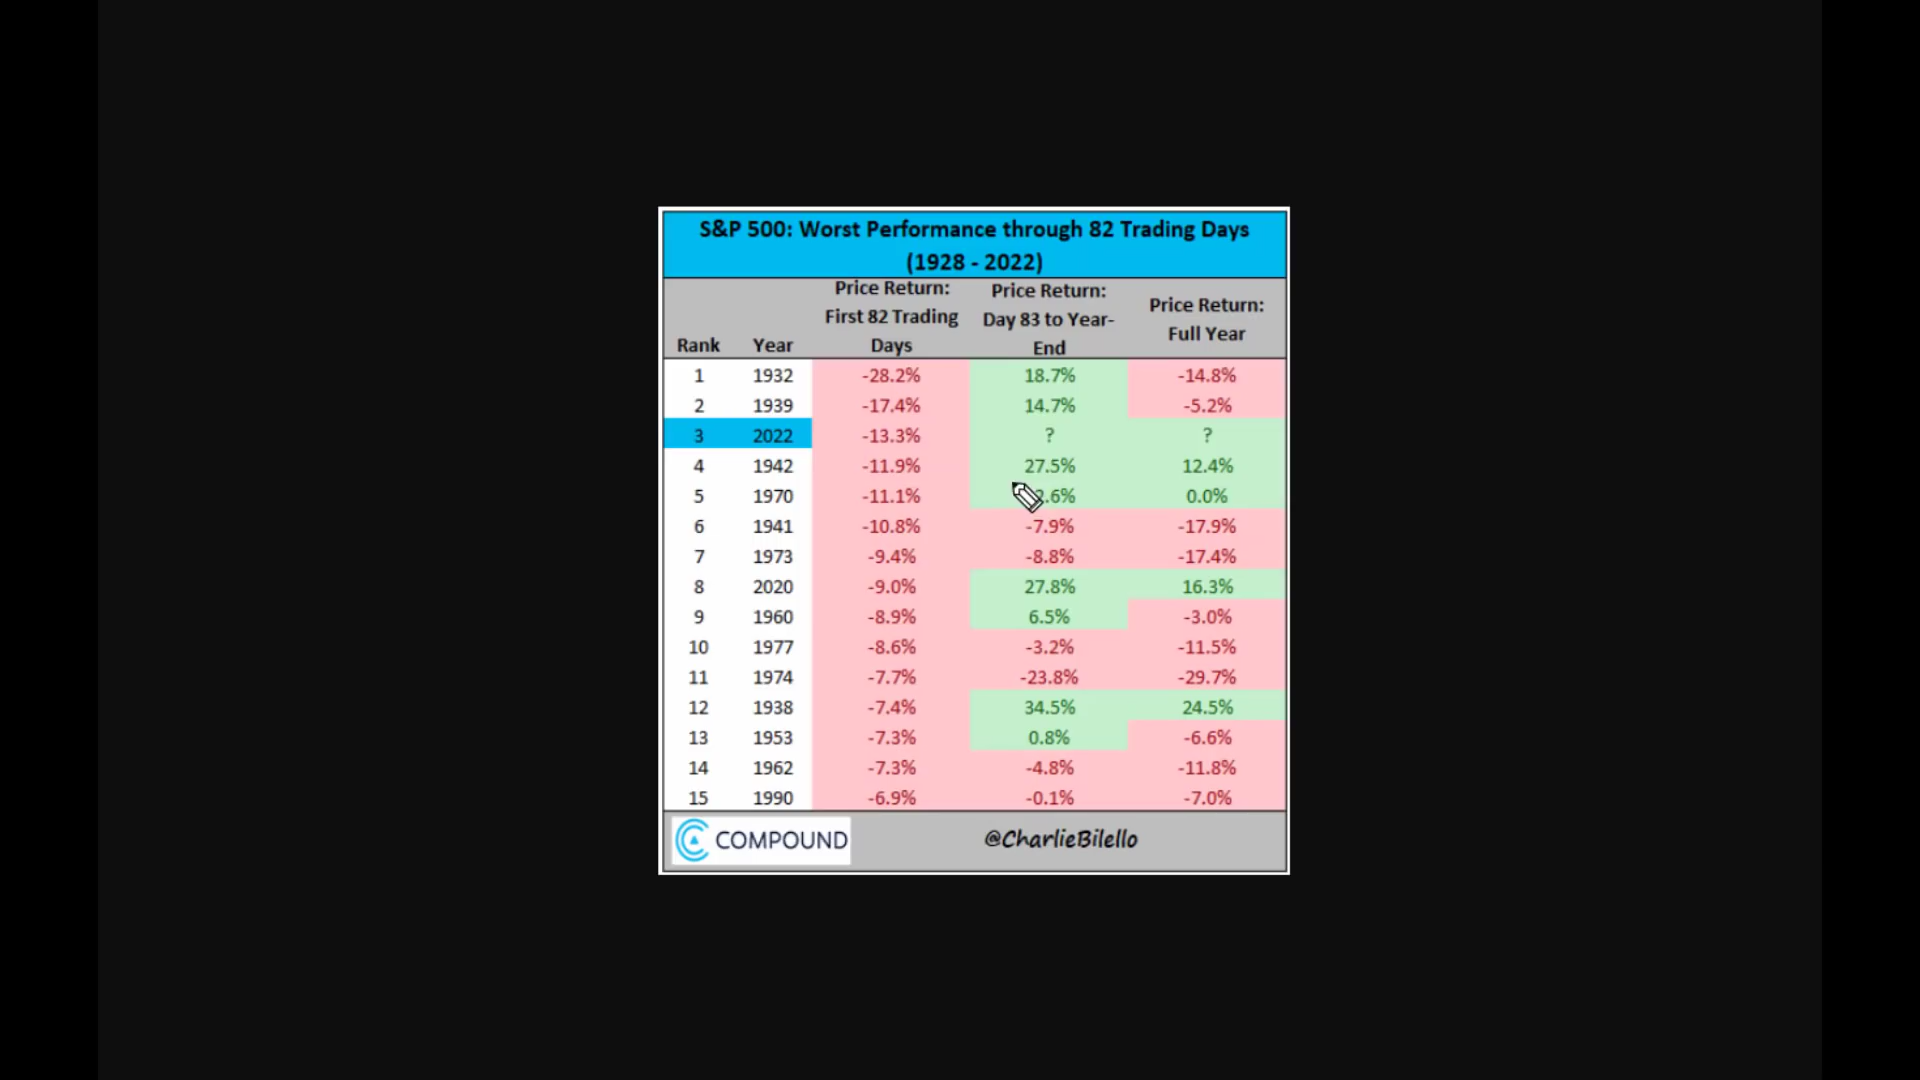 S&P 500: Worst Performance through 82 Trading Days
(1928 - 2022)
Rank Year Price Return: First 82 Trading Days Price Return: Day 83 to Year-End Price Return: Full Year
1 1932 -28.2% 18.7% -14.8%
2 1939 -17.4% 14.7% -5.2%
3 2022 -13.3% ? ?
4 1942 -11.9% 27.5% 12.4%
5 1970 -11.1% 0.0%
6 1941 -10.8% -7.9% -17.9%
7 1973 -9.4% -8.8% -17.4%
8 2020 -9.0% 27.8% 16.3%
9 1960 -8.9% 6.5% -3.0%
10 1977 -8.6% -3.2% -11.5%
11 1974 -7.7% -23.8% -29.7%
12 1938 -7.4% 34.5% 24.5%
13 1953 -7.3% 0.8% -6.6%
14 1962 -7.3% -4.8% -11.8%
15 1990 -6.9% -0.1% -7.0%
COMPOUND @CharlieBilello